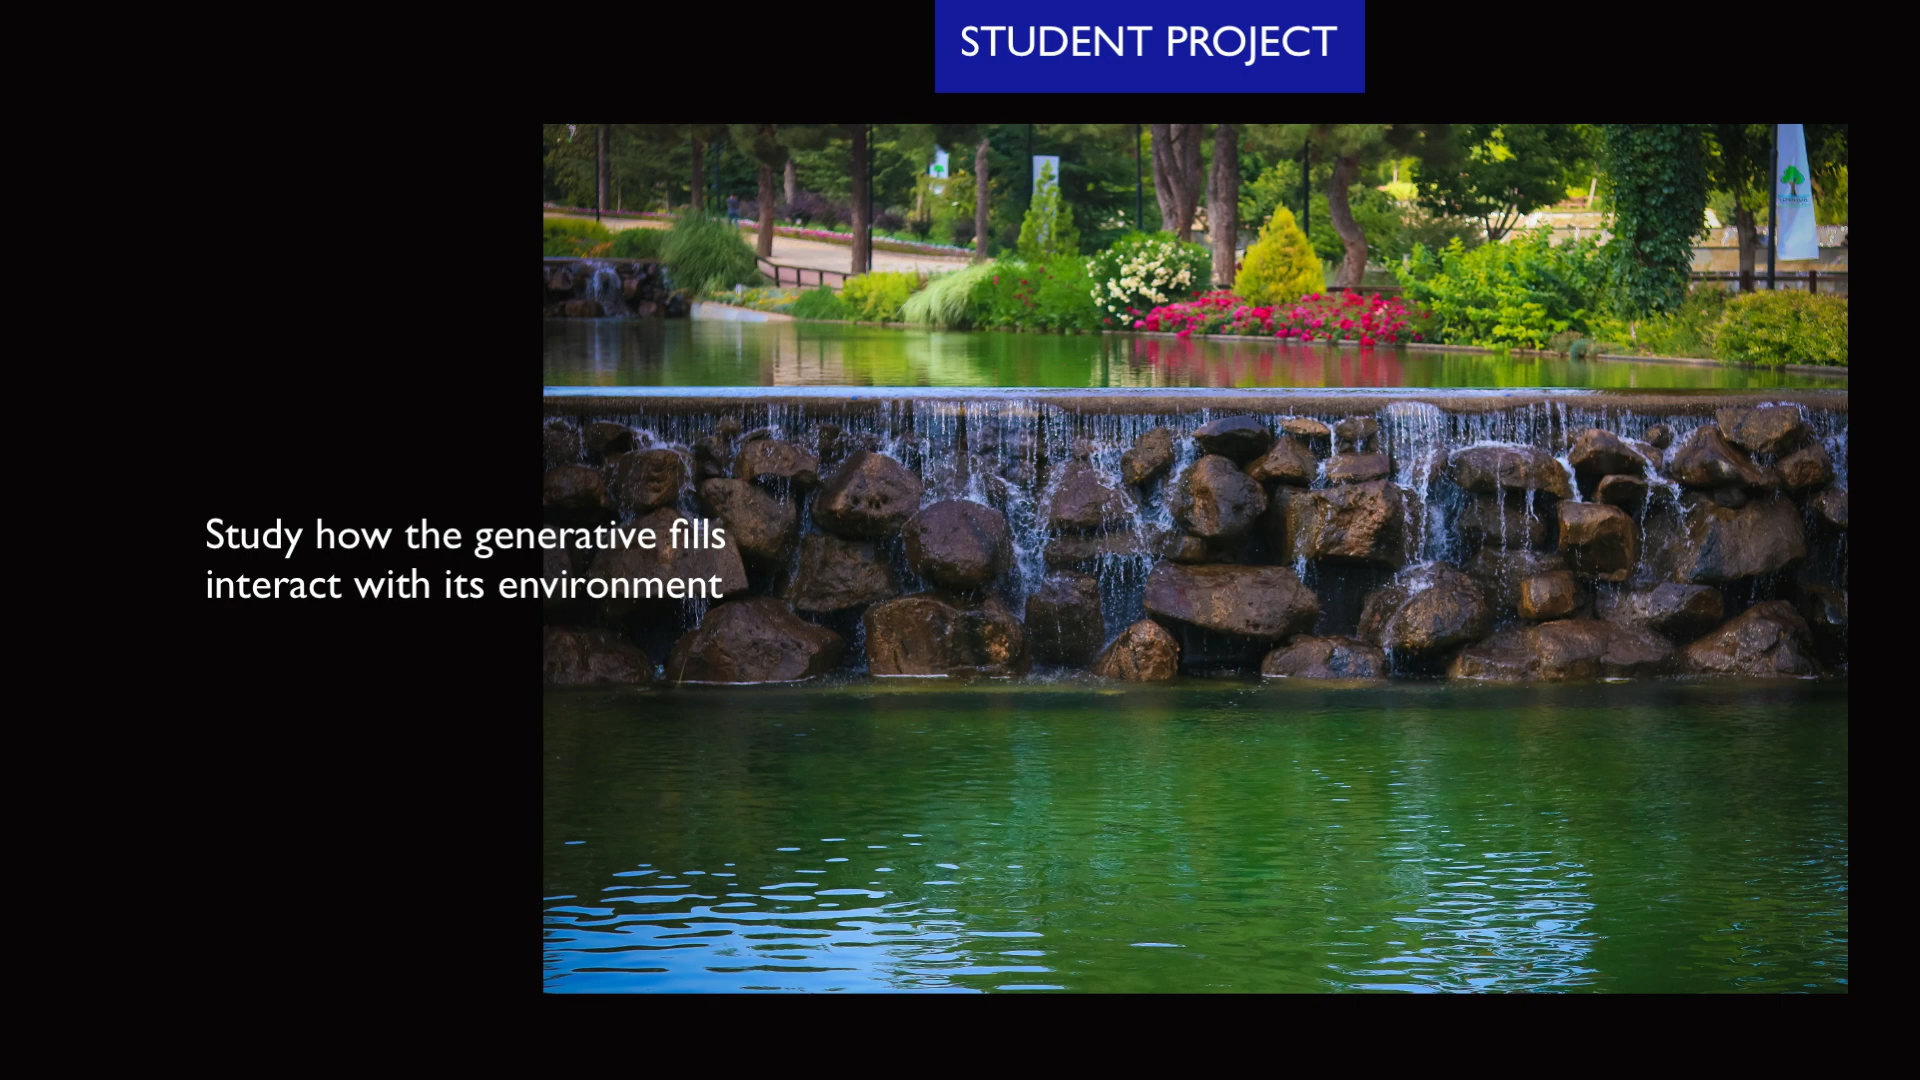 STUDENT PROJECT
Study how the generative fills
interact with its environment